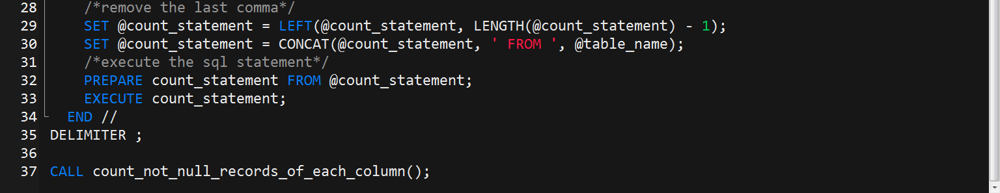 28 /*remove the last comma*/
29 SET @count_statement = LEFT(@count_statement, LENGTH(@count_statement) - 1);
30 SET @count_statement = CONCAT(@count_statement, ' FROM ', @table_name);
31 /*execute the sql statement*/
32 PREPARE count_statement FROM @count_statement;
33 EXECUTE count_statement;
34 END //
35 DELIMITER ;
36
37 CALL count_not_null_records_of_each_column();